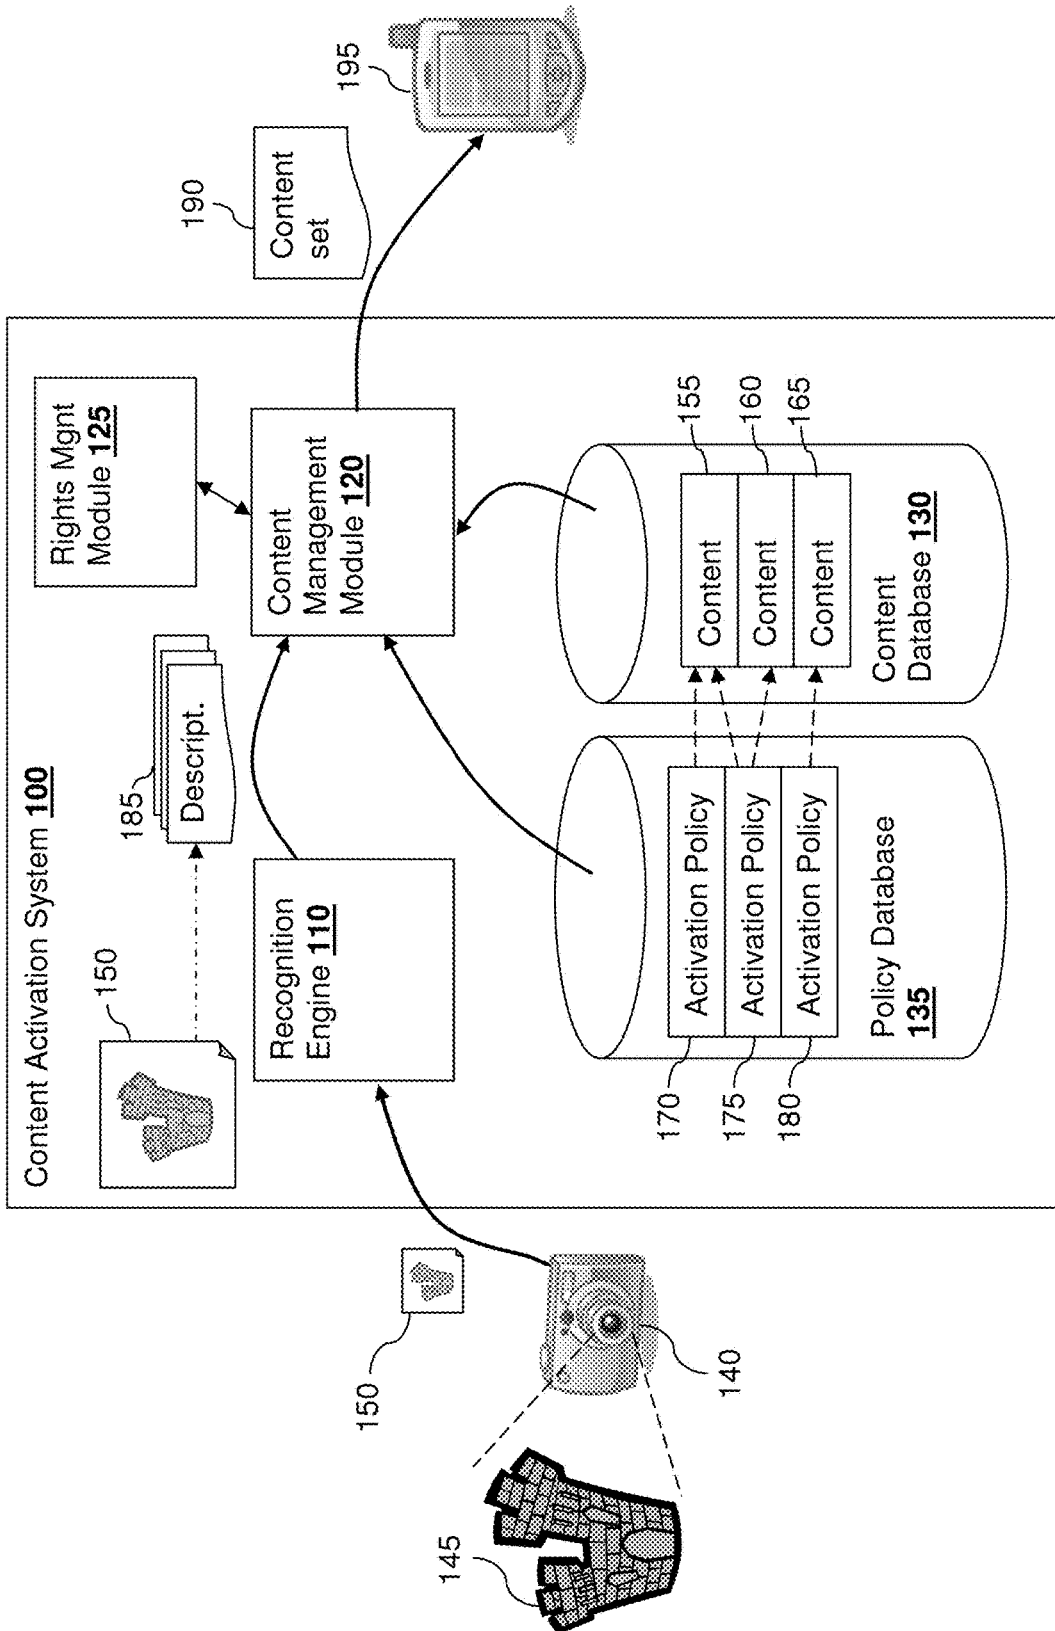 Content Activation System 100
150
185
Descript.
Rights Mgnt
Module 125
190
Content
set
195
145
150
140
Recognition
Engine 110
Content
Management
Module 120
170
175
180
Activation Policy
Activation Policy
Activation Policy
Policy Database
135
Content
Content
Content
155
160
165
Content
Database 130